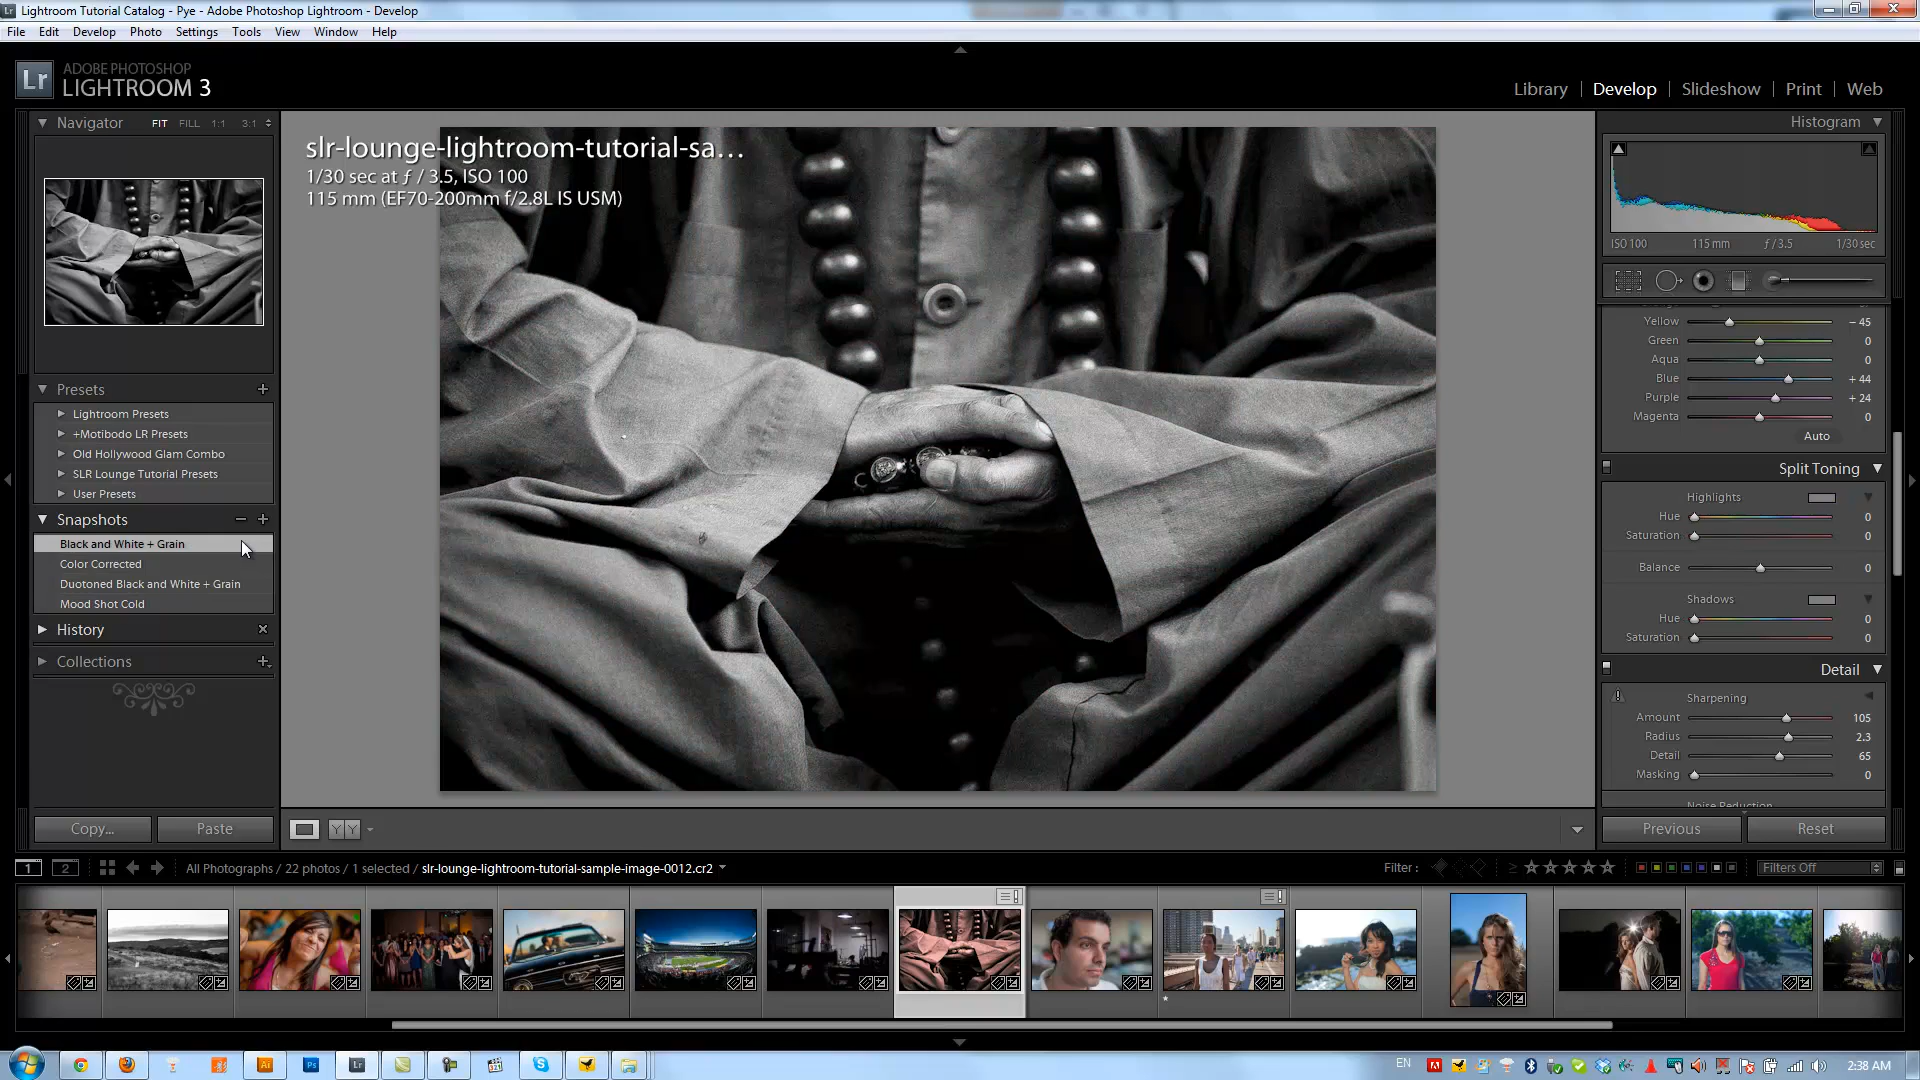 Lightroom Tutorial Catalog - Pye - Adobe Photoshop Lightroom - Develop
File Edit Develop Photo Settings Tools View Window Help
Lr
ADOBE PHOTOSHOP
LIGHTROOM 3
Library | Develop | Slideshow | Print | Web
Navigator FIT FILL 1:1 3:1
slr-lounge-lightroom-tutorial-sa...
1/30 sec at ƒ / 3.5, ISO 100
115 mm (EF70-200mm f/2.8L IS USM)
Presets +
Lightroom Presets
+Motibodo LR Presets
Old Hollywood Glam Combo
SLR Lounge Tutorial Presets
User Presets
Snapshots − +
Black and White + Grain
Color Corrected
Duotoned Black and White + Grain
Mood Shot Cold
History ×
Collections +
Copy... Paste
Histogram
ISO 100 115 mm ƒ / 3.5 1/30 sec
Yellow − 45
Green 0
Aqua 0
Blue + 44
Purple + 24
Magenta 0
Auto
Split Toning
Highlights
Hue 0
Saturation 0
Balance 0
Shadows
Hue 0
Saturation 0
Detail
Sharpening
Amount 105
Radius 2.3
Detail 65
Masking 0
Noise Reduction
Previous Reset
YY
1 2 All Photographs / 22 photos / 1 selected / slr-lounge-lightroom-tutorial-sample-image-0012.cr2
Filter : ≥ Filters Off
Ai Ps Lr EN 2:38 AM